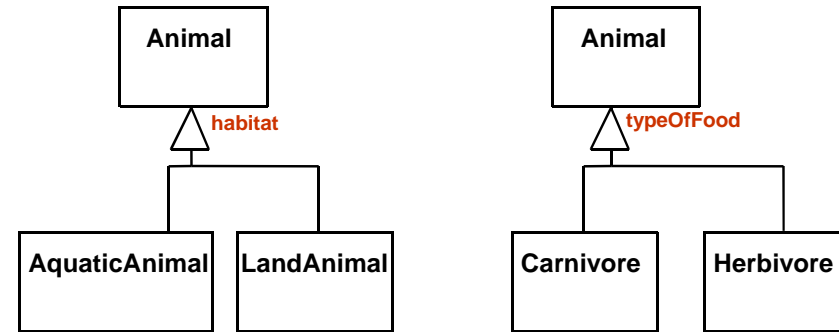 Animal
habitat
AquaticAnimal
LandAnimal
Animal
typeOfFood
Carnivore
Herbivore